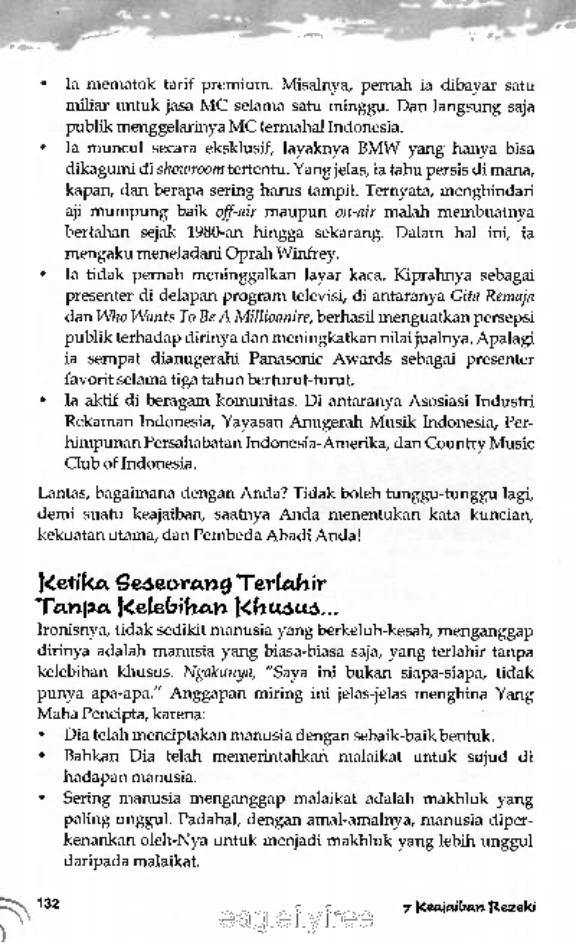 • Ia mematok tarif premium. Misalnya, pernah ia dibayar satu
miliar untuk jasa MC selama satu minggu. Dan langsung saja
publik menggelarinya MC termahal Indonesia.
• Ia muncul secara eksklusif, layaknya BMW yang hanya bisa
dikagumi di showroom tertentu. Yang jelas, ia tahu persis di mana,
kapan, dan berapa sering harus tampil. Ternyata, menghindari
aji mumpung baik off-air maupun on-air malah membuatnya
bertahan sejak 1980-an hingga sekarang. Dalam hal ini, ia
mengaku meneladani Oprah Winfrey.
• Ia tidak pernah meninggalkan layar kaca. Kiprahnya sebagai
presenter di delapan program televisi, di antaranya Gita Remaja
dan Who Wants To Be A Millionaire, berhasil menguatkan persepsi
publik terhadap dirinya dan meningkatkan nilai jualnya. Apalagi
ia sempat dianugerahi Panasonic Awards sebagai presenter
favorit selama tiga tahun berturut-turut.
• Ia aktif di beragam komunitas. Di antaranya Asosiasi Industri
Rekaman Indonesia, Yayasan Anugerah Musik Indonesia, Per-
himpunan Persahabatan Indonesia-Amerika, dan Country Music
Club of Indonesia.
Lantas, bagaimana dengan Anda? Tidak boleh tunggu-tunggu lagi,
demi suatu keajaiban, saatnya Anda menentukan kata kuncian,
kekuatan utama, dan Pembeda Abadi Anda!
Ketika Seseorang Terlahir
Tanpa Kelebihan Khusus...
Ironisnya, tidak sedikit manusia yang berkeluh-kesah, menganggap
dirinya adalah manusia yang biasa-biasa saja, yang terlahir tanpa
kelebihan khusus. Ngakunya, "Saya ini bukan siapa-siapa, tidak
punya apa-apa." Anggapan miring ini jelas-jelas menghina Yang
Maha Pencipta, karena:
• Dia telah menciptakan manusia dengan sebaik-baik bentuk.
• Bahkan Dia telah memerintahkan malaikat untuk sujud di
hadapan manusia.
• Sering manusia menganggap malaikat adalah makhluk yang
paling unggul. Padahal, dengan amal-amalnya, manusia diper-
kenankan oleh-Nya untuk menjadi makhluk yang lebih unggul
daripada malaikat.
132
7 Keajaiban Rezeki
eagleflyfree